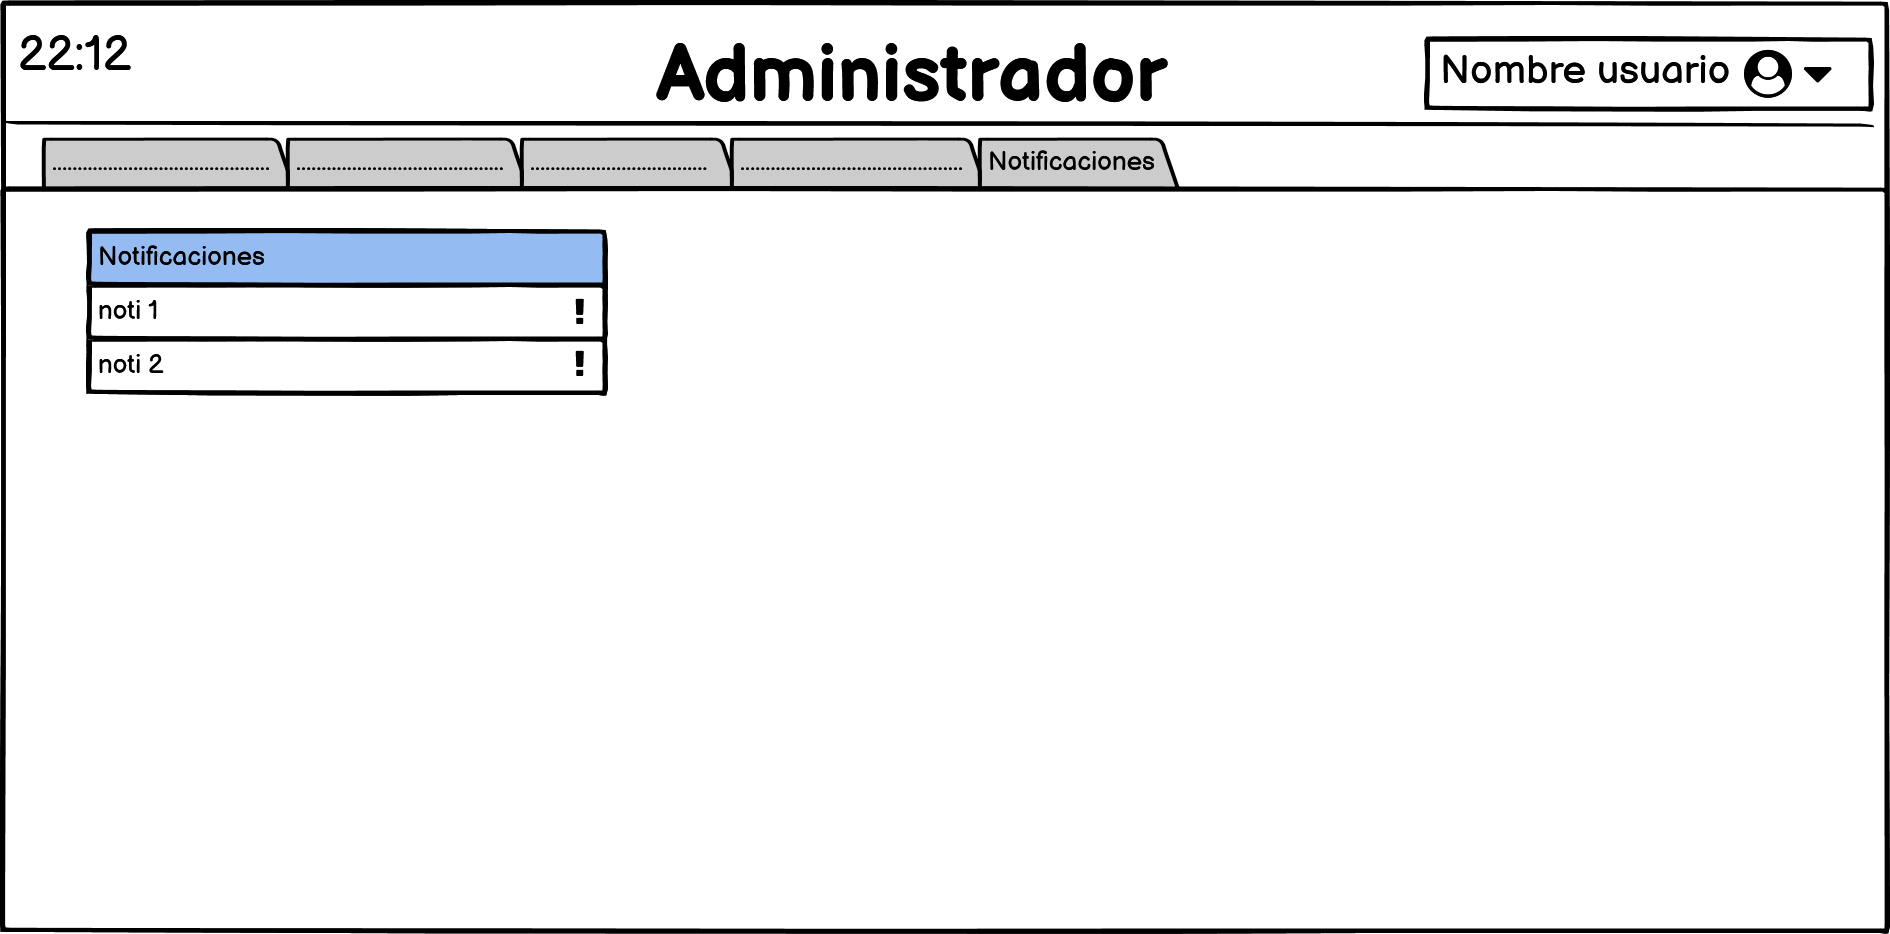 22:12
Administrador
Nombre usuario
Notificaciones
Notificaciones
noti 1 !
noti 2 !